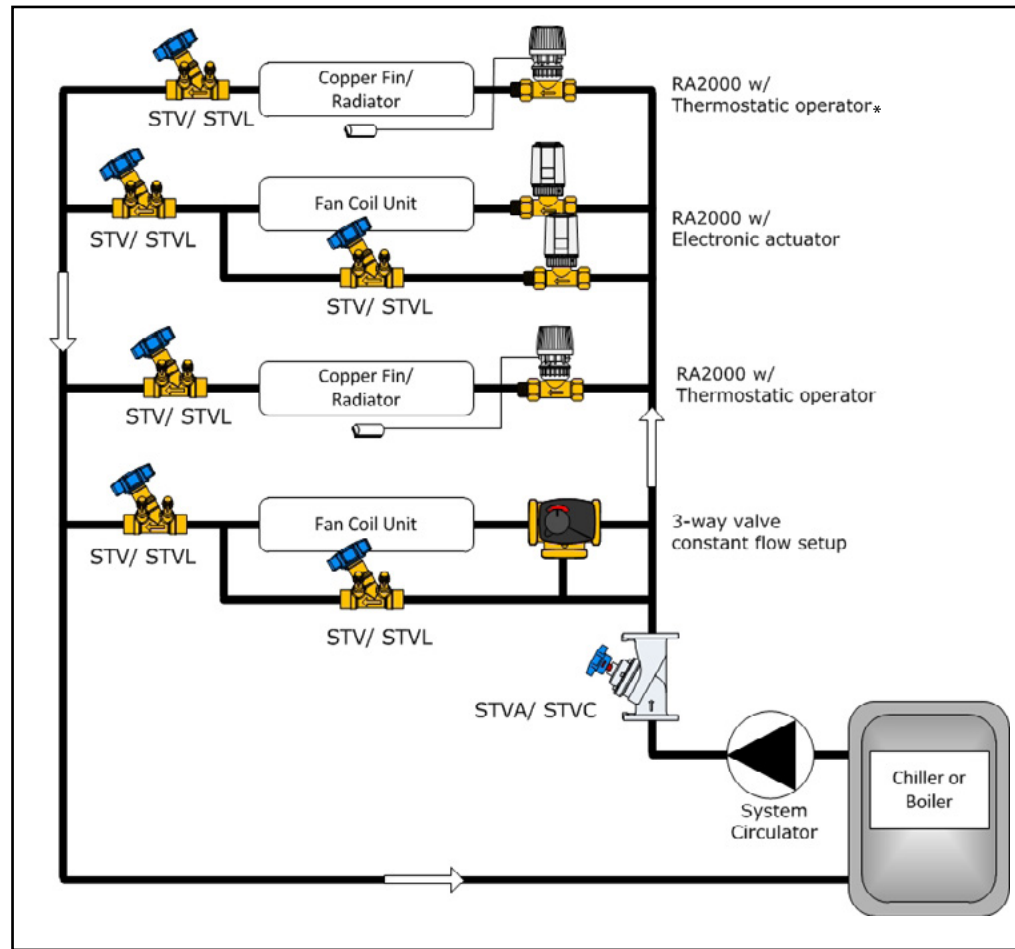 Copper Fin/
Radiator
RA2000 w/
Thermostatic operator*
STV/ STVL
Fan Coil Unit
RA2000 w/
Electronic actuator
STV/ STVL
STV/ STVL
Copper Fin/
Radiator
RA2000 w/
Thermostatic operator
STV/ STVL
Fan Coil Unit
3-way valve
constant flow setup
STV/ STVL
STV/ STVL
STVA/ STVC
Chiller or
Boiler
System
Circulator